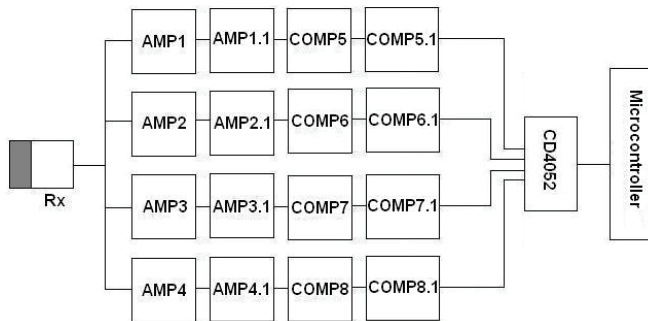 AMP1 AMP1.1 COMP5 COMP5.1
AMP2 AMP2.1 COMP6 COMP6.1
Rx
AMP3 AMP3.1 COMP7 COMP7.1
AMP4 AMP4.1 COMP8 COMP8.1
CD4052
Microcontroller